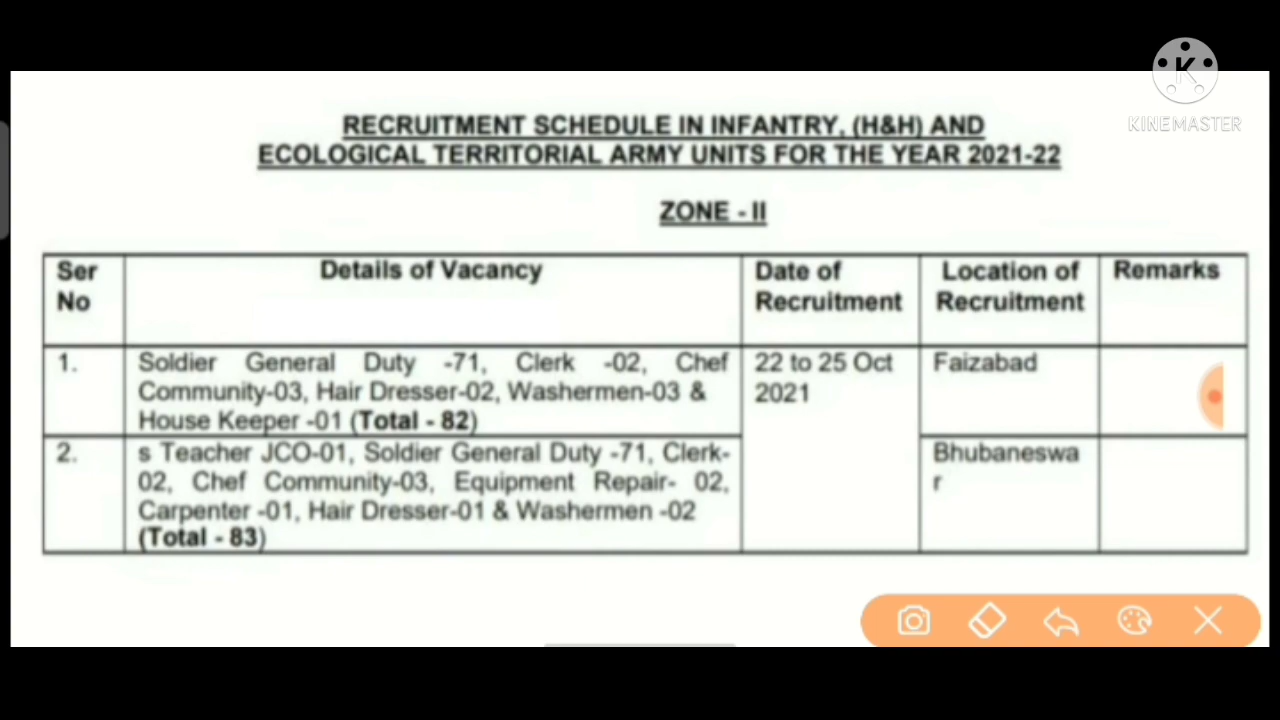 K
KINEMASTER
RECRUITMENT SCHEDULE IN INFANTRY, (H&H) AND
ECOLOGICAL TERRITORIAL ARMY UNITS FOR THE YEAR 2021-22
ZONE - II
Ser No
Details of Vacancy
Date of Recruitment
Location of Recruitment
Remarks
1.
Soldier General Duty -71, Clerk -02, Chef
Community-03, Hair Dresser-02, Washermen-03 &
House Keeper -01 (Total - 82)
22 to 25 Oct
2021
Faizabad
2.
s Teacher JCO-01, Soldier General Duty -71, Clerk-
02, Chef Community-03, Equipment Repair- 02,
Carpenter -01, Hair Dresser-01 & Washermen -02
(Total - 83)
Bhubaneswa
r